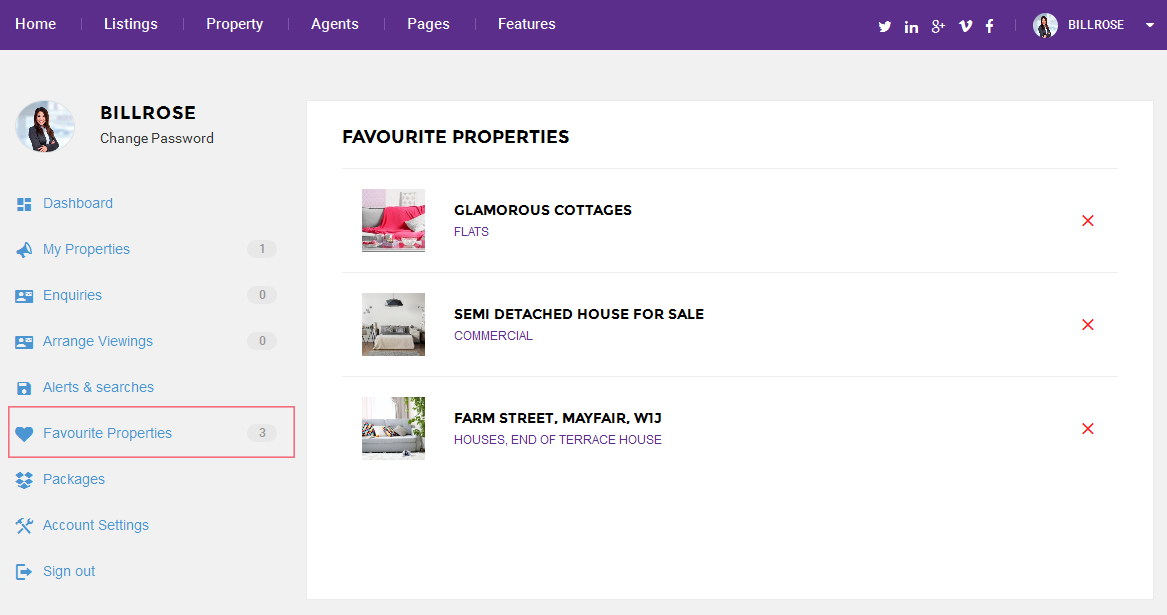 Home Listings Property Agents Pages Features BILLROSE
BILLROSE
Change Password
Dashboard
My Properties 1
Enquiries 0
Arrange Viewings 0
Alerts & searches
Favourite Properties 3
Packages
Account Settings
Sign out
FAVOURITE PROPERTIES
GLAMOROUS COTTAGES
FLATS
SEMI DETACHED HOUSE FOR SALE
COMMERCIAL
FARM STREET, MAYFAIR, W1J
HOUSES, END OF TERRACE HOUSE